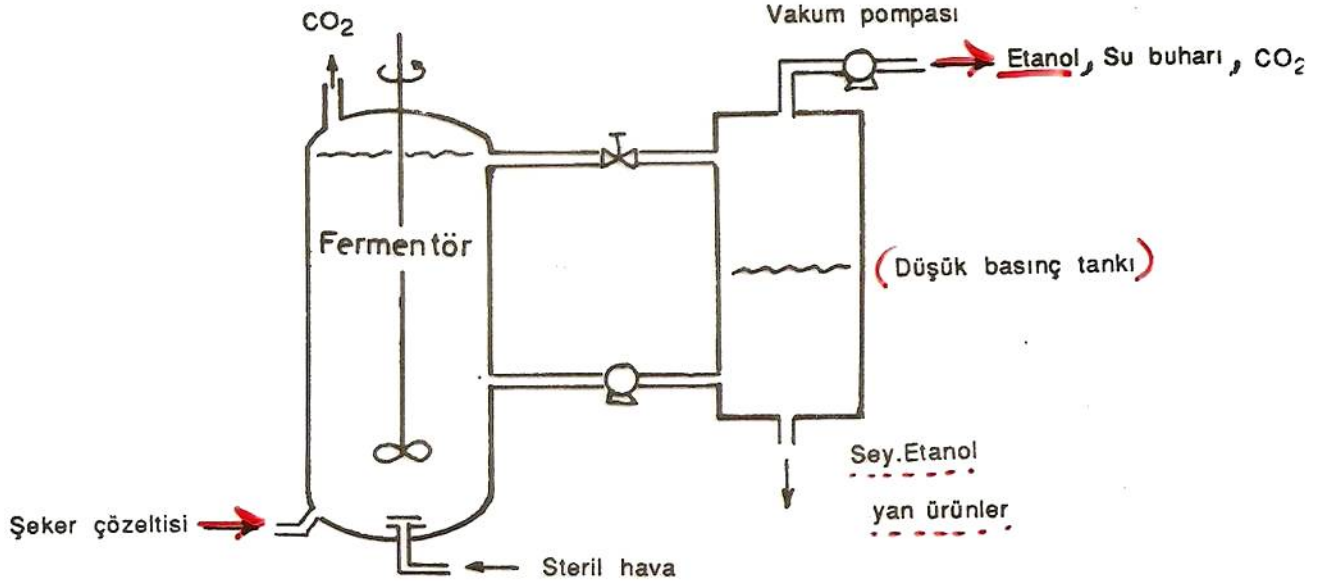 CO2
Vakum pompası
Etanol, Su buharı, CO2
Fermentör
(Düşük basınç tankı)
Sey.Etanol
yan ürünler
Şeker çözeltisi
Steril hava